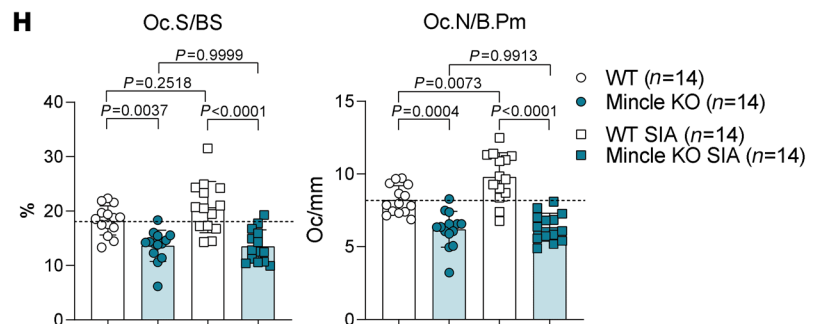 H
Oc.S/BS
P=0.9999
P=0.2518
P=0.0037
P<0.0001
40
30
20
10
0
%
Oc.N/B.Pm
P=0.9913
P=0.0073
P=0.0004
P<0.0001
15
10
5
0
Oc/mm
WT (n=14)
Mincle KO (n=14)
WT SIA (n=14)
Mincle KO SIA (n=14)